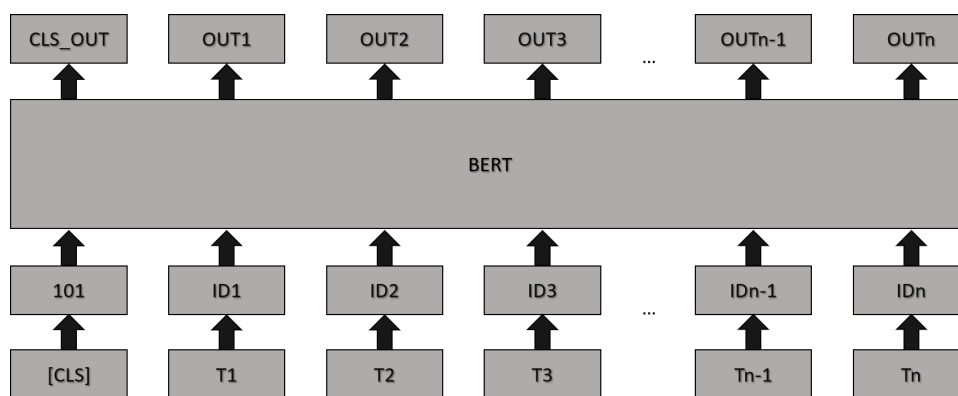 CLS_OUT OUT1 OUT2 OUT3 ... OUTn-1 OUTn
BERT
101 ID1 ID2 ID3 ... IDn-1 IDn
[CLS] T1 T2 T3 Tn-1 Tn